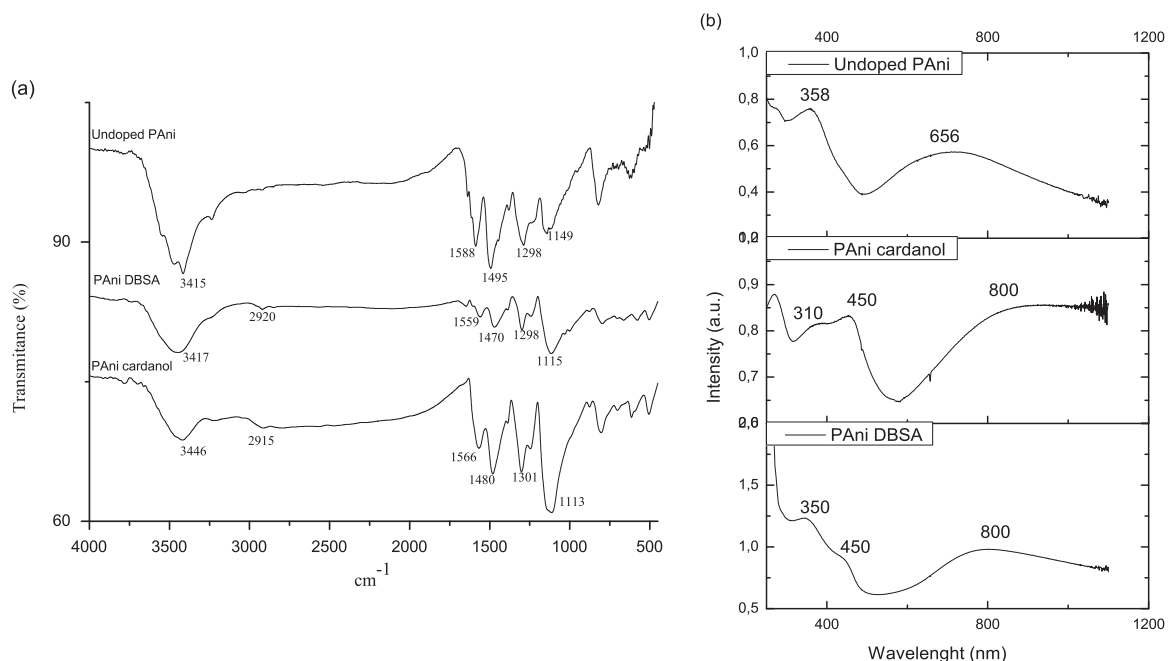 (a)
Undoped PAni
3415
1588
1495
1298
1149
PAni DBSA
3417
2920
1559
1470
1298
1115
PAni cardanol
3446
2915
1566
1480
1301
1113
90
60
Transmitance (%)
4000 3500 3000 2500 2000 1500 1000 500
cm-1
(b)
400 800 1200
Undoped PAni
358
656
1,0
0,8
0,6
0,4
0,2
PAni cardanol
310
450
800
0,9
0,8
0,7
0,6
Intensity (a.u.)
PAni DBSA
350
450
800
1,5
1,0
0,5
400 800 1200
Wavelenght (nm)